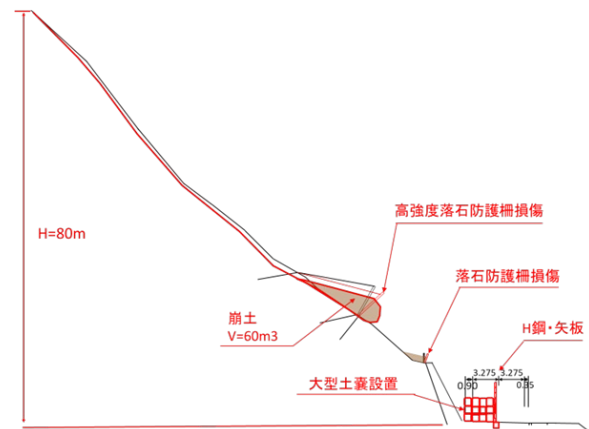 H=80m
高強度落石防護柵損傷
落石防護柵損傷
崩土
V=60m3
H鋼・矢板
3.275 3.275
0.90
0.35
大型土嚢設置